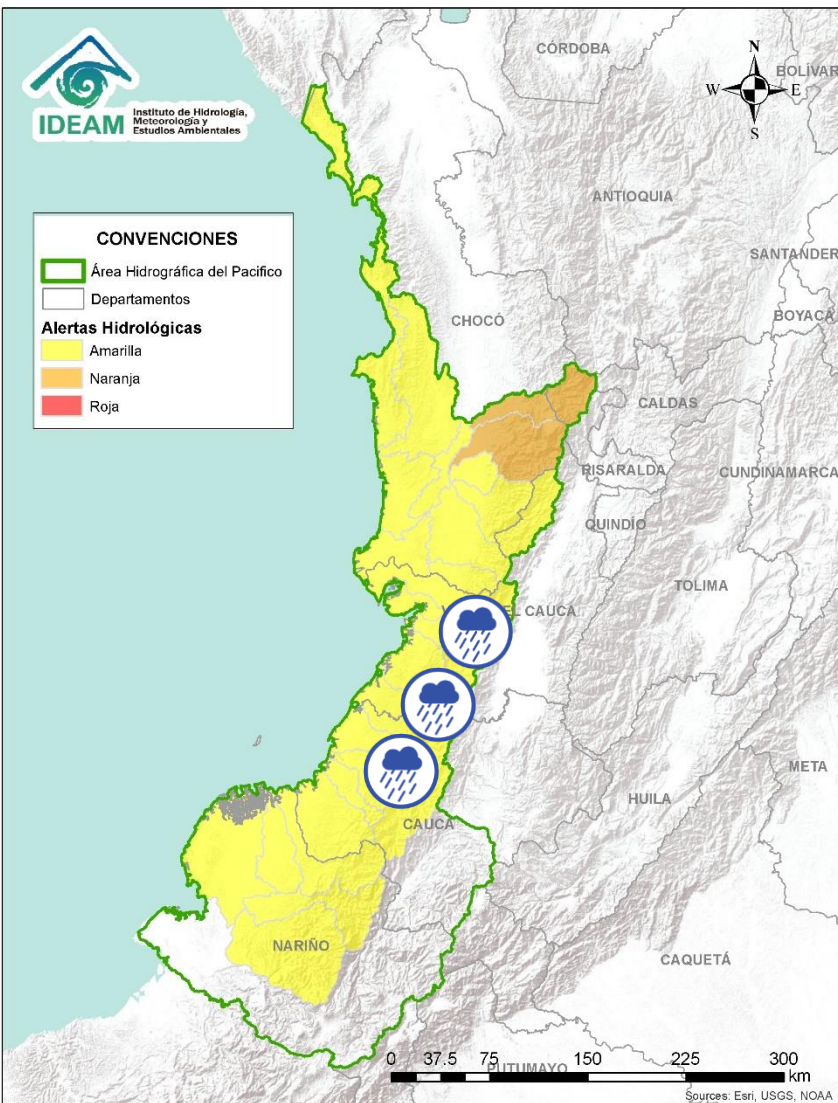 IDEAM
Instituto de Hidrología,
Meteorología y
Estudios Ambientales
CÓRDOBA
BOLÍVAR
N
W
E
S
ANTIOQUIA
CONVENCIONES
Área Hidrográfica del Pacifico
Departamentos
Alertas Hidrológicas
Amarilla
Naranja
Roja
SANTANDER
BOYACÁ
CHOCÓ
CALDAS
RISARALDA
CUNDINAMARCA
QUINDÍO
TOLIMA
EL CAUCA
META
HUILA
CAUCA
NARIÑO
CAQUETÁ
0 37.5 75 150 225 300
km
PUTUMAYO
Sources: Esri, USGS, NOAA